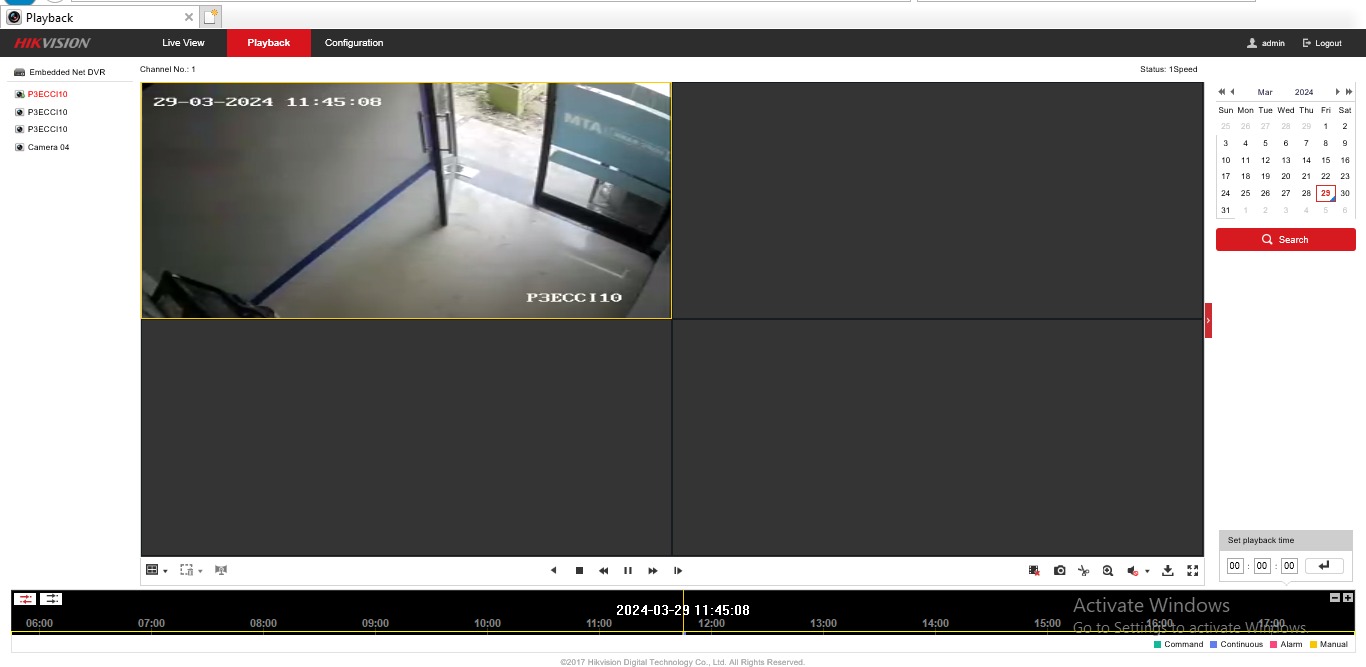 Playback
HIKVISION Live View Playback Configuration admin Logout
Embedded Net DVR
P3ECCI10
P3ECCI10
P3ECCI10
Camera 04
Channel No.: 1 Status: 1Speed
29-03-2024 11:45:08
MTA
P3ECCI10
Mar 2024
Sun Mon Tue Wed Thu Fri Sat
25 26 27 28 29 1 2
3 4 5 6 7 8 9
10 11 12 13 14 15 16
17 18 19 20 21 22 23
24 25 26 27 28 29 30
31 1 2 3 4 5 6
Search
Set playback time
00 : 00 : 00
2024-03-29 11:45:08
06:00 07:00 08:00 09:00 10:00 11:00 12:00 13:00 14:00 15:00 16:00 17:00
Activate Windows
Go to Settings to activate Windows.
Command Continuous Alarm Manual
©2017 Hikvision Digital Technology Co., Ltd. All Rights Reserved.